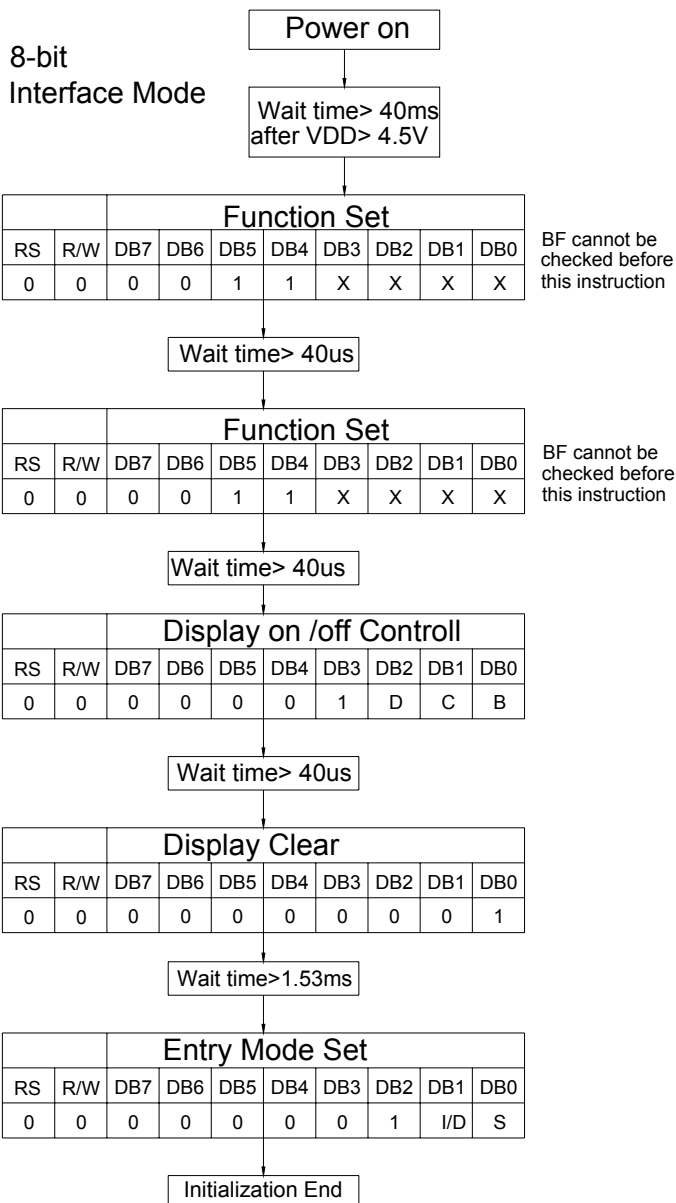 Power on
8-bit
Interface Mode
Wait time> 40ms
after VDD> 4.5V
Function Set
RS R/W DB7 DB6 DB5 DB4 DB3 DB2 DB1 DB0
0 0 0 0 1 1 X X X X
BF cannot be
checked before
this instruction
Wait time> 40us
Function Set
RS R/W DB7 DB6 DB5 DB4 DB3 DB2 DB1 DB0
0 0 0 0 1 1 X X X X
BF cannot be
checked before
this instruction
Wait time> 40us
Display on /off Controll
RS R/W DB7 DB6 DB5 DB4 DB3 DB2 DB1 DB0
0 0 0 0 0 0 1 D C B
Wait time> 40us
Display Clear
RS R/W DB7 DB6 DB5 DB4 DB3 DB2 DB1 DB0
0 0 0 0 0 0 0 0 0 1
Wait time>1.53ms
Entry Mode Set
RS R/W DB7 DB6 DB5 DB4 DB3 DB2 DB1 DB0
0 0 0 0 0 0 0 1 I/D S
Initialization End